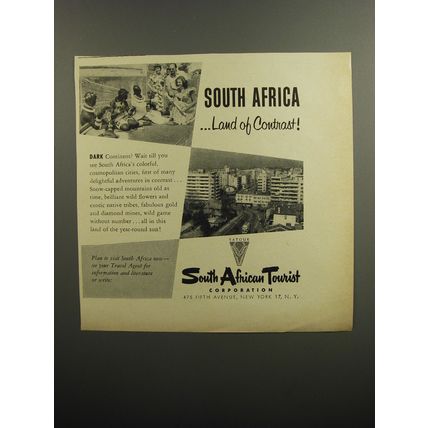 SOUTH AFRICA
...Land of Contrast!
DARK Continent? Wait till you
see South Africa's colorful,
cosmopolitan cities, first of many
delightful adventures in contrast...
Snow-capped mountains old as
time, brilliant wild flowers and
exotic native tribes, fabulous gold
and diamond mines, wild game
without number...all in this
land of the year-round sun!
Plan to visit South Africa now—
see your Travel Agent for
information and literature
or write:
SATOUR
South African Tourist
CORPORATION
475 FIFTH AVENUE, NEW YORK 17, N.Y.